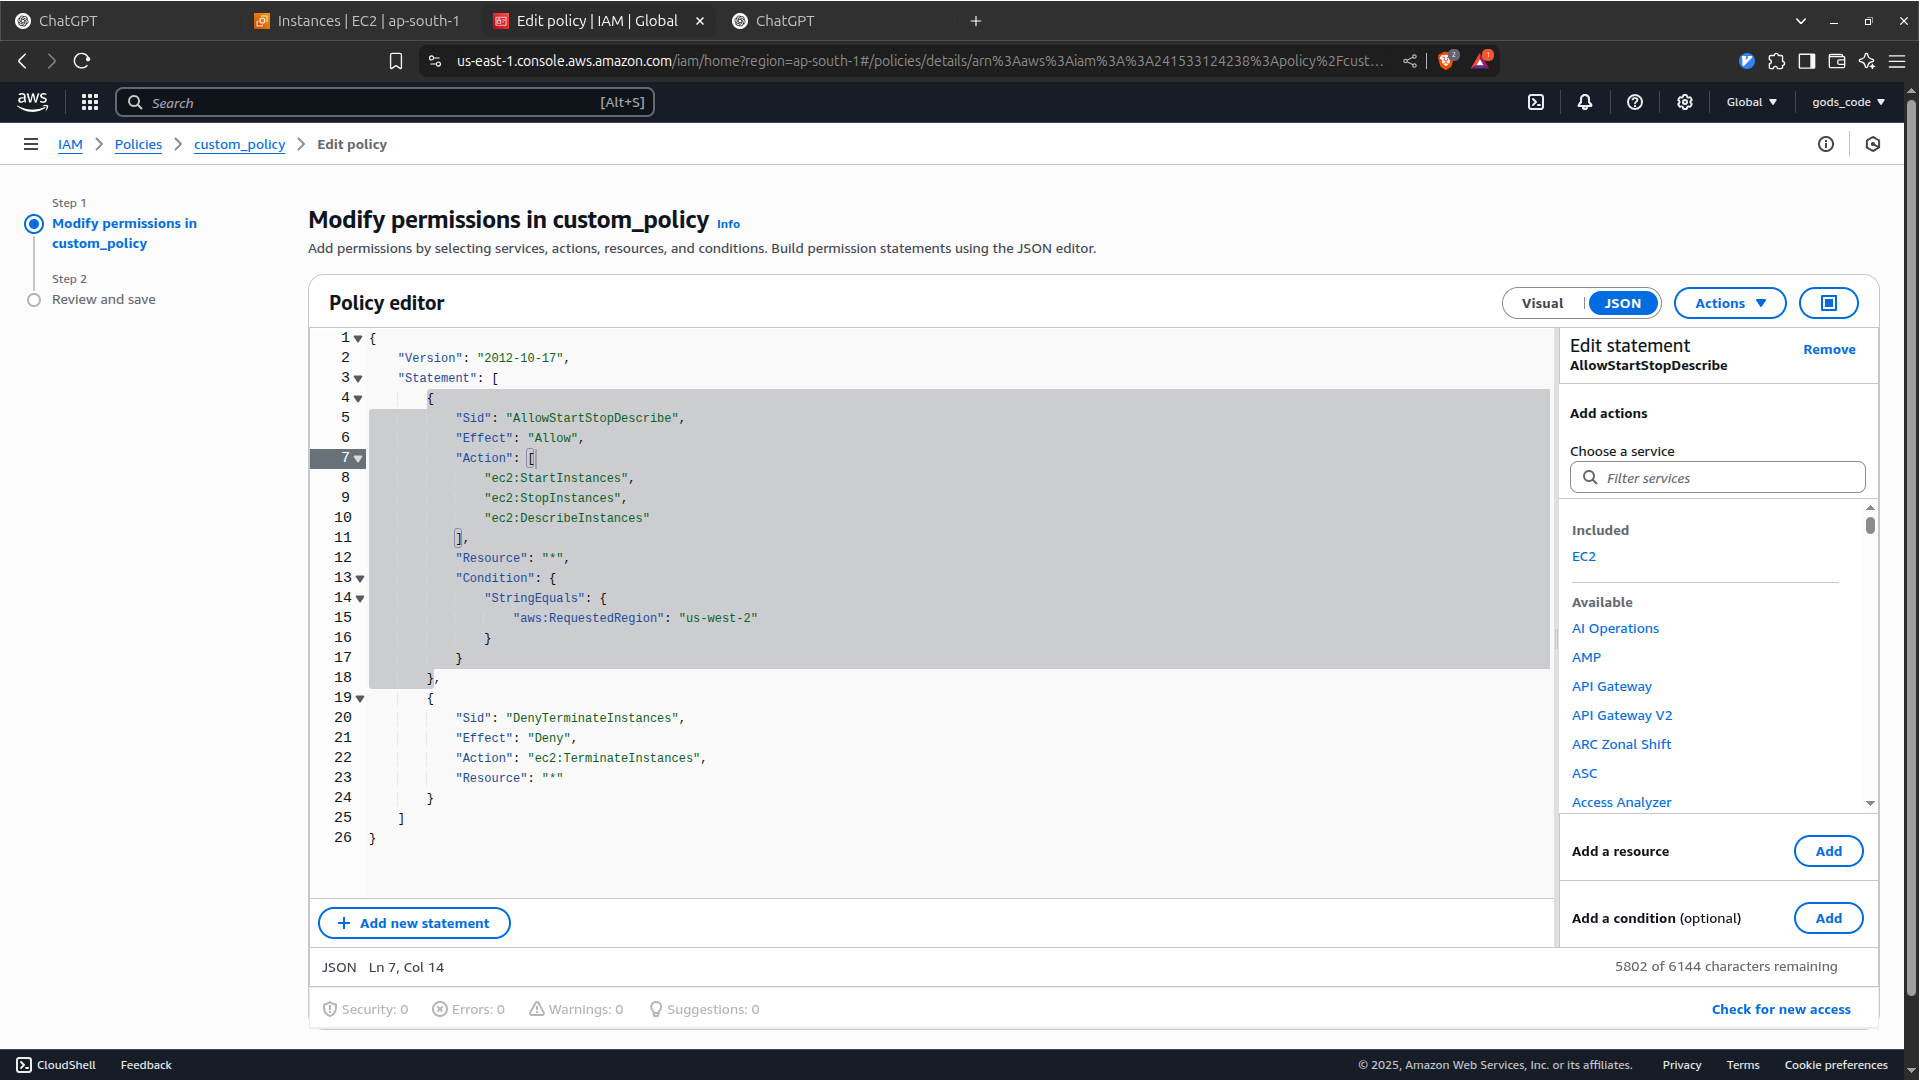 ChatGPT
Instances | EC2 | ap-south-1
Edit policy | IAM | Global
ChatGPT
us-east-1.console.aws.amazon.com/iam/home?region=ap-south-1#/policies/details/arn%3Aaws%3Aiam%3A%3A241533124238%3Apolicy%2Fcust...
2
1
aws
Search
[Alt+S]
Global
gods_code
IAM
Policies
custom_policy
Edit policy
Step 1
Modify permissions in
custom_policy
Step 2
Review and save
Modify permissions in custom_policy Info
Add permissions by selecting services, actions, resources, and conditions. Build permission statements using the JSON editor.
Policy editor
Visual
JSON
Actions
1 {
2 "Version": "2012-10-17",
3 "Statement": [
4 {
5 "Sid": "AllowStartStopDescribe",
6 "Effect": "Allow",
7 "Action": [
8 "ec2:StartInstances",
9 "ec2:StopInstances",
10 "ec2:DescribeInstances"
11 ],
12 "Resource": "*",
13 "Condition": {
14 "StringEquals": {
15 "aws:RequestedRegion": "us-west-2"
16 }
17 }
18 },
19 {
20 "Sid": "DenyTerminateInstances",
21 "Effect": "Deny",
22 "Action": "ec2:TerminateInstances",
23 "Resource": "*"
24 }
25 ]
26 }
Edit statement
Remove
AllowStartStopDescribe
Add actions
Choose a service
Filter services
Included
EC2
Available
AI Operations
AMP
API Gateway
API Gateway V2
ARC Zonal Shift
ASC
Access Analyzer
Add a resource
Add
Add a condition (optional)
Add
+ Add new statement
JSON Ln 7, Col 14
5802 of 6144 characters remaining
Security: 0
Errors: 0
Warnings: 0
Suggestions: 0
Check for new access
CloudShell
Feedback
© 2025, Amazon Web Services, Inc. or its affiliates.
Privacy
Terms
Cookie preferences